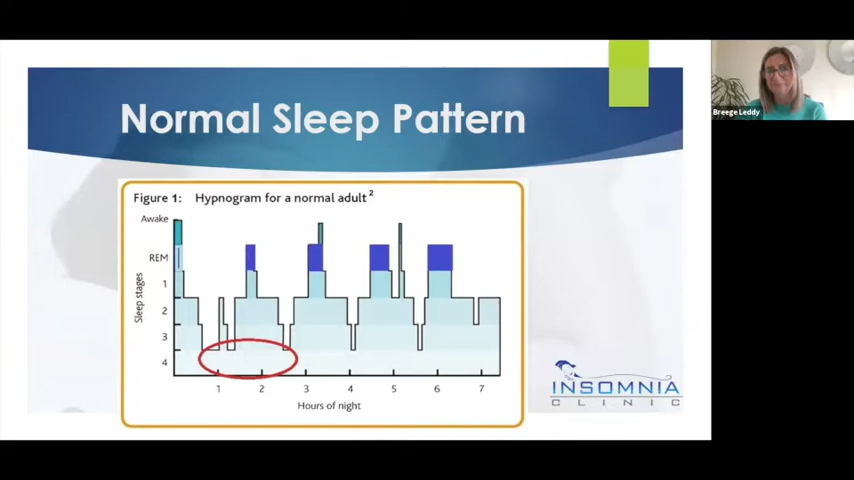 Normal Sleep Pattern
Breege Leddy
Figure 1: Hypnogram for a normal adult 2
Awake
REM
1
2
3
4
Sleep stages
1 2 3 4 5 6 7
Hours of night
INSOMNIA
CLINIC